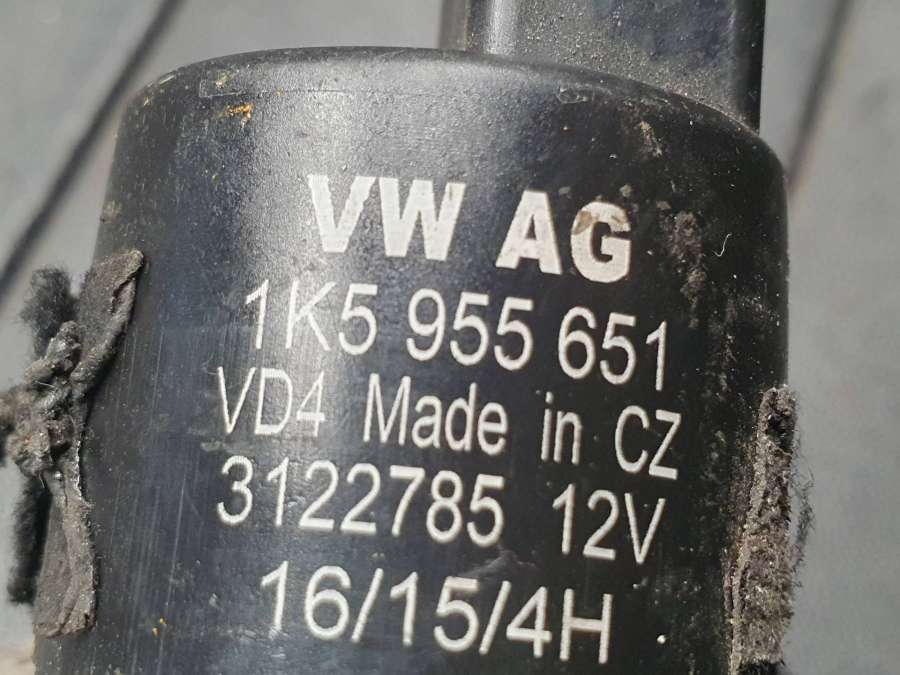 VW AG
1K5 955 651
VD4 Made in CZ
3122785 12V
16/15/4H